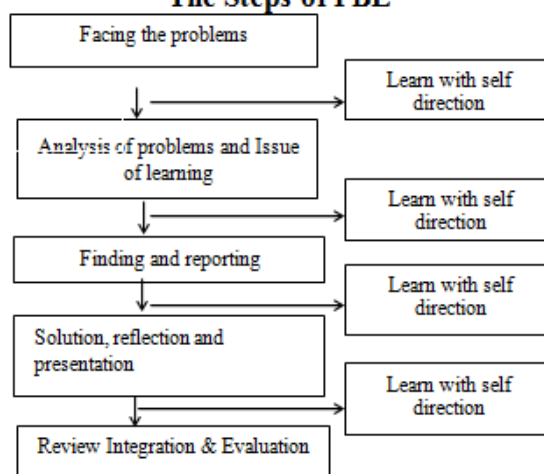 The Steps of PBL
Facing the problems
Learn with self
direction
Analysis of problems and Issue
of learning
Learn with self
direction
Finding and reporting
Learn with self
direction
Solution, reflection and
presentation
Learn with self
direction
Review Integration & Evaluation